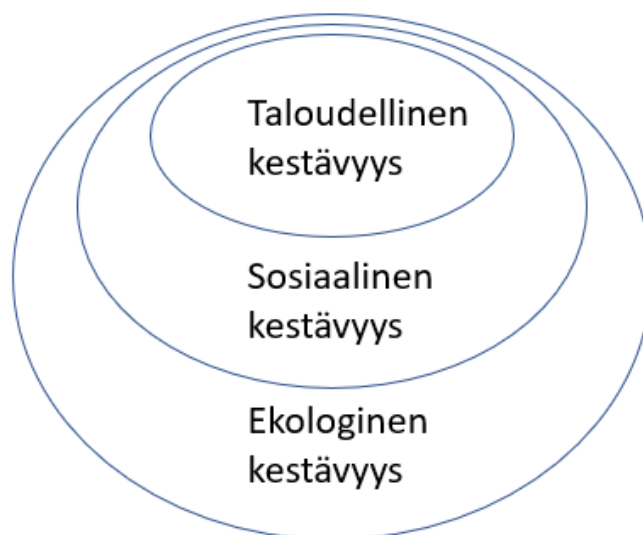 Taloudellinen
kestävyys
Sosiaalinen
kestävyys
Ekologinen
kestävyys